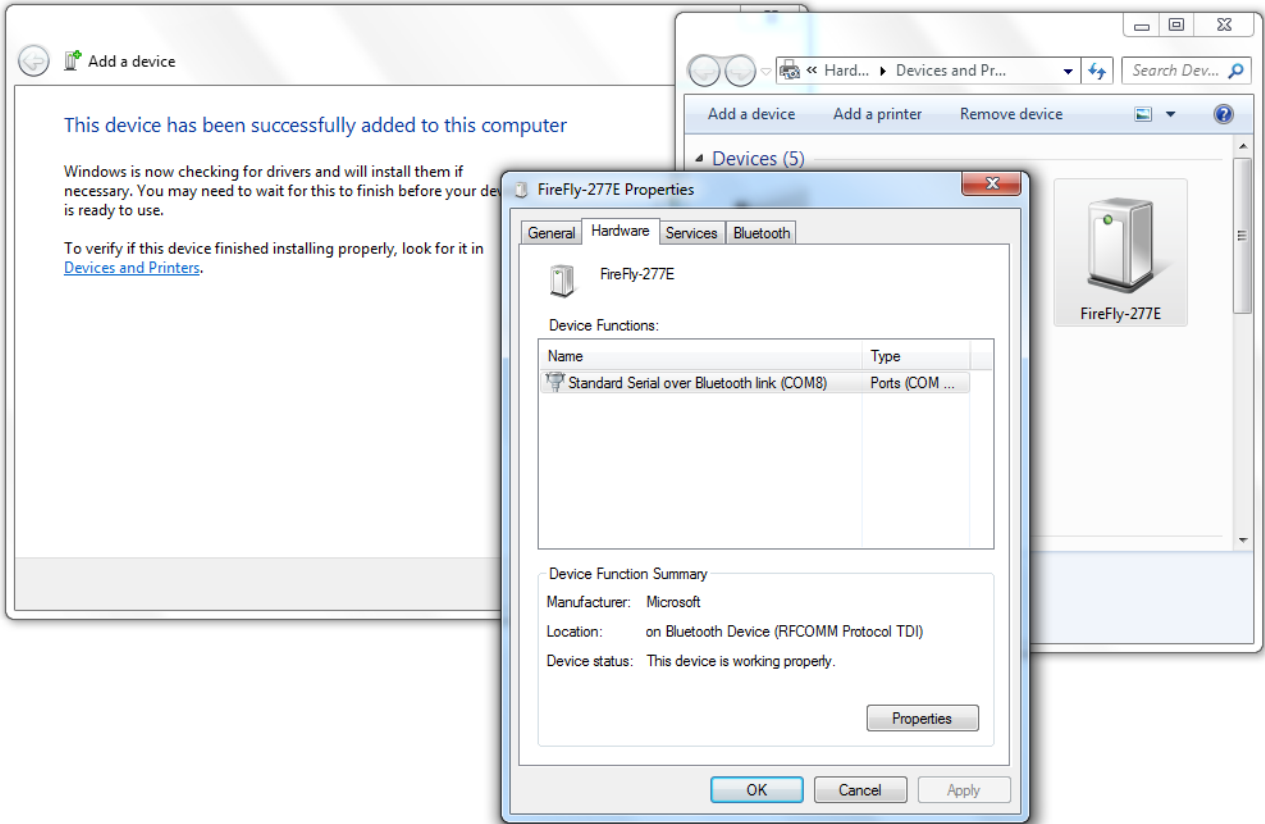 Add a device
This device has been successfully added to this computer
Windows is now checking for drivers and will install them if
necessary. You may need to wait for this to finish before your
is ready to use.
To verify if this device finished installing properly, look for it in
Devices and Printers.
« Hard... Devices and Pr...
Search Dev...
Add a device Add a printer Remove device
Devices (5)
FireFly-277E
FireFly-277E Properties
General Hardware Services Bluetooth
FireFly-277E
Device Functions:
Name Type
Standard Serial over Bluetooth link (COM8) Ports (COM ...
Device Function Summary
Manufacturer: Microsoft
Location: on Bluetooth Device (RFCOMM Protocol TDI)
Device status: This device is working properly.
Properties
OK Cancel Apply